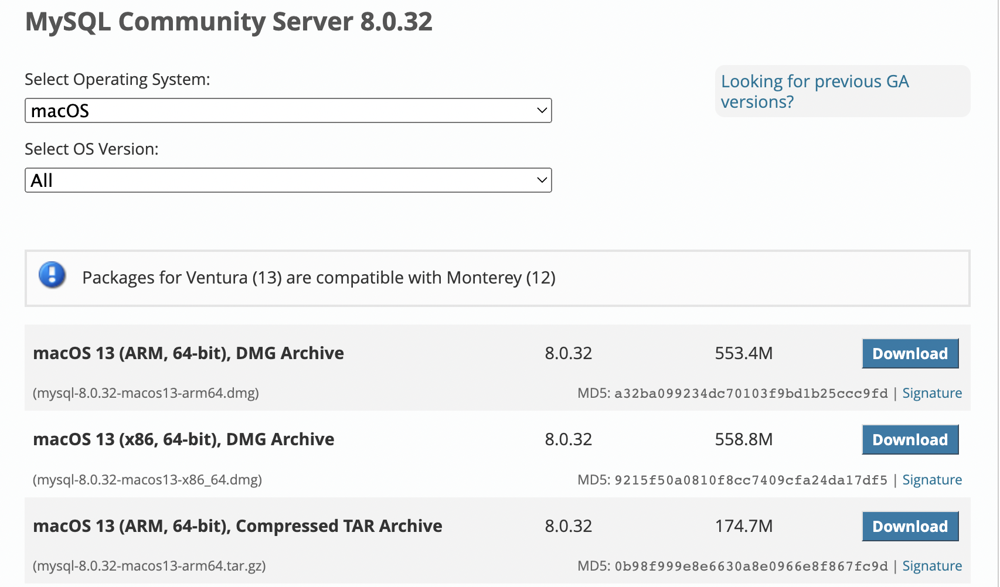 MySQL Community Server 8.0.32
Select Operating System:
Looking for previous GA
versions?
macOS
Select OS Version:
All
Packages for Ventura (13) are compatible with Monterey (12)
macOS 13 (ARM, 64-bit), DMG Archive 8.0.32 553.4M Download
(mysql-8.0.32-macos13-arm64.dmg) MD5: a32ba099234dc70103f9bd1b25ccc9fd | Signature
macOS 13 (x86, 64-bit), DMG Archive 8.0.32 558.8M Download
(mysql-8.0.32-macos13-x86_64.dmg) MD5: 9215f50a0810f8cc7409cfa24da17df5 | Signature
macOS 13 (ARM, 64-bit), Compressed TAR Archive 8.0.32 174.7M Download
(mysql-8.0.32-macos13-arm64.tar.gz) MD5: 0b98f999e8e6630a8e0966e8f867fc9d | Signature